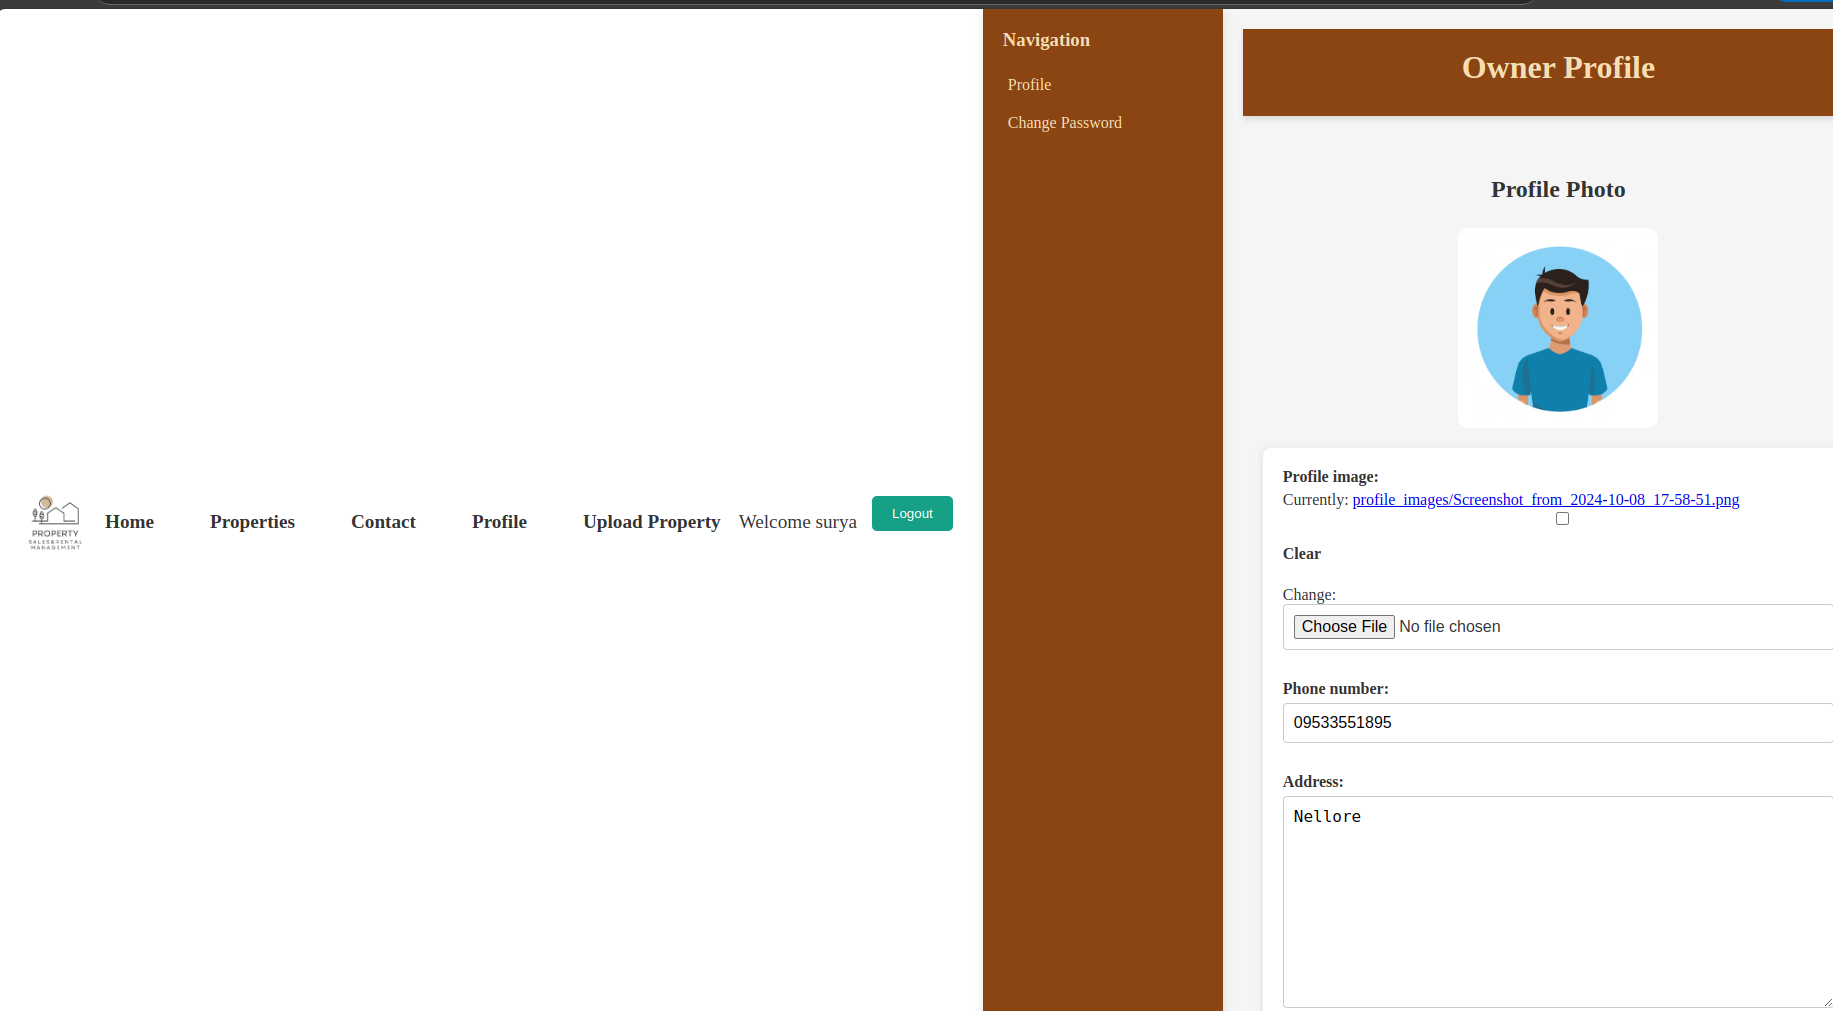 PROPERTY
SALES&RENTAL
MANAGEMENT
Home
Properties
Contact
Profile
Upload Property
Welcome surya
Logout
Navigation
Profile
Change Password
Owner Profile
Profile Photo
Profile image:
Currently: profile_images/Screenshot_from_2024-10-08_17-58-51.png
Clear
Change:
Choose File No file chosen
Phone number:
09533551895
Address:
Nellore